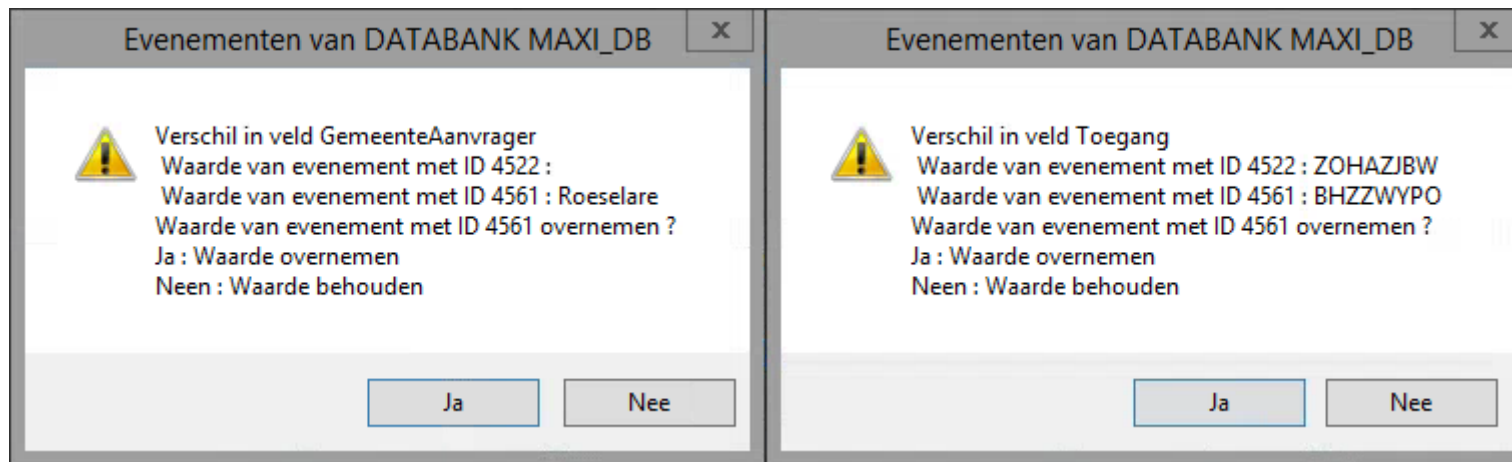 Evenementen van DATABANK MAXI_DB
x
Verschil in veld GemeenteAanvrager
Waarde van evenement met ID 4522 :
Waarde van evenement met ID 4561 : Roeselare
Waarde van evenement met ID 4561 overnemen ?
Ja : Waarde overnemen
Neen : Waarde behouden
Ja
Nee
Evenementen van DATABANK MAXI_DB
x
Verschil in veld Toegang
Waarde van evenement met ID 4522 : ZOHAZJBW
Waarde van evenement met ID 4561 : BHZZWYPO
Waarde van evenement met ID 4561 overnemen ?
Ja : Waarde overnemen
Neen : Waarde behouden
Ja
Nee